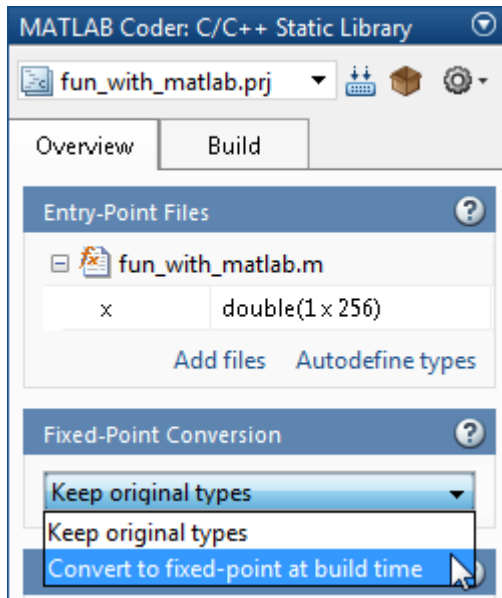 MATLAB Coder: C/C++ Static Library
fun_with_matlab.prj
Overview Build
Entry-Point Files ?
fun_with_matlab.m
x double(1 x 256)
Add files Autodefine types
Fixed-Point Conversion ?
Keep original types
Keep original types
Convert to fixed-point at build time